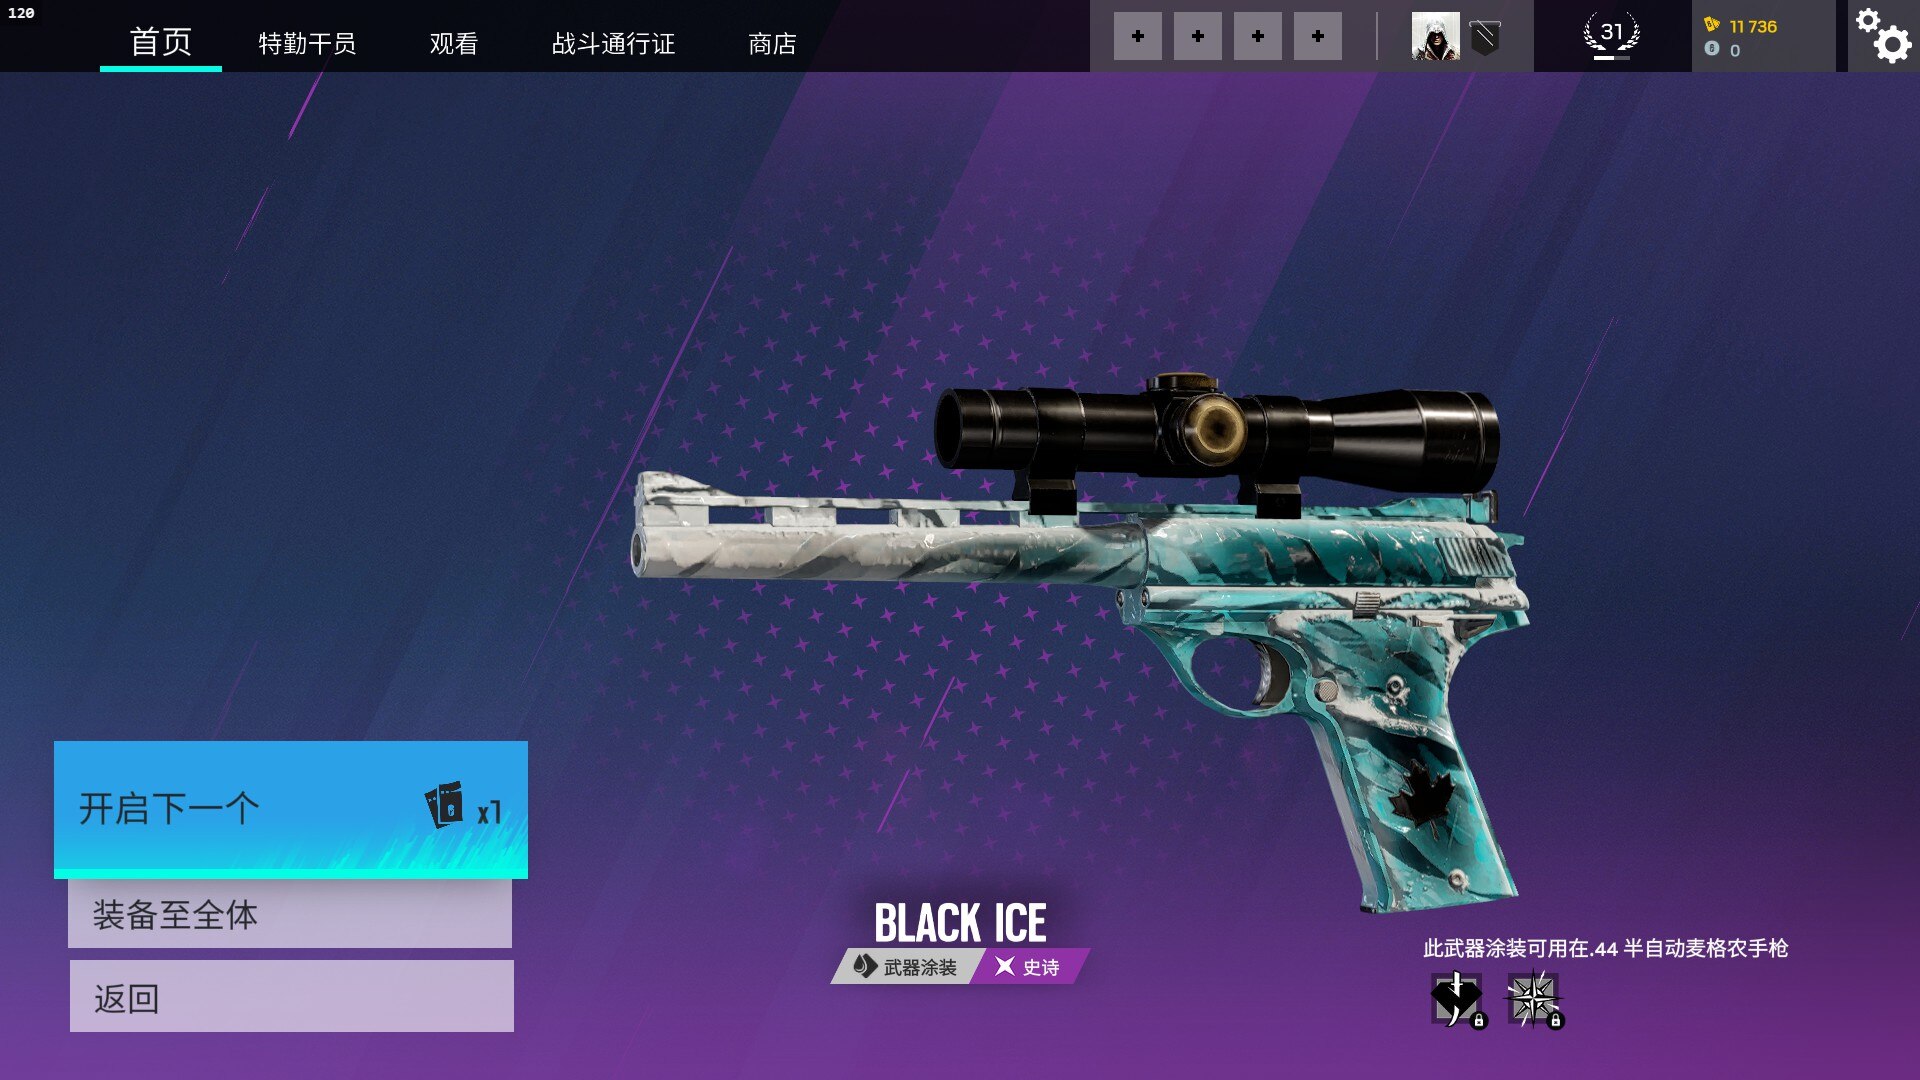 120
首页 特勤干员 观看 战斗通行证 商店
31
11 736
0
开启下一个 x1
装备至全体
返回
BLACK ICE
武器涂装 史诗
此武器涂装可用在.44 半自动麦格农手枪